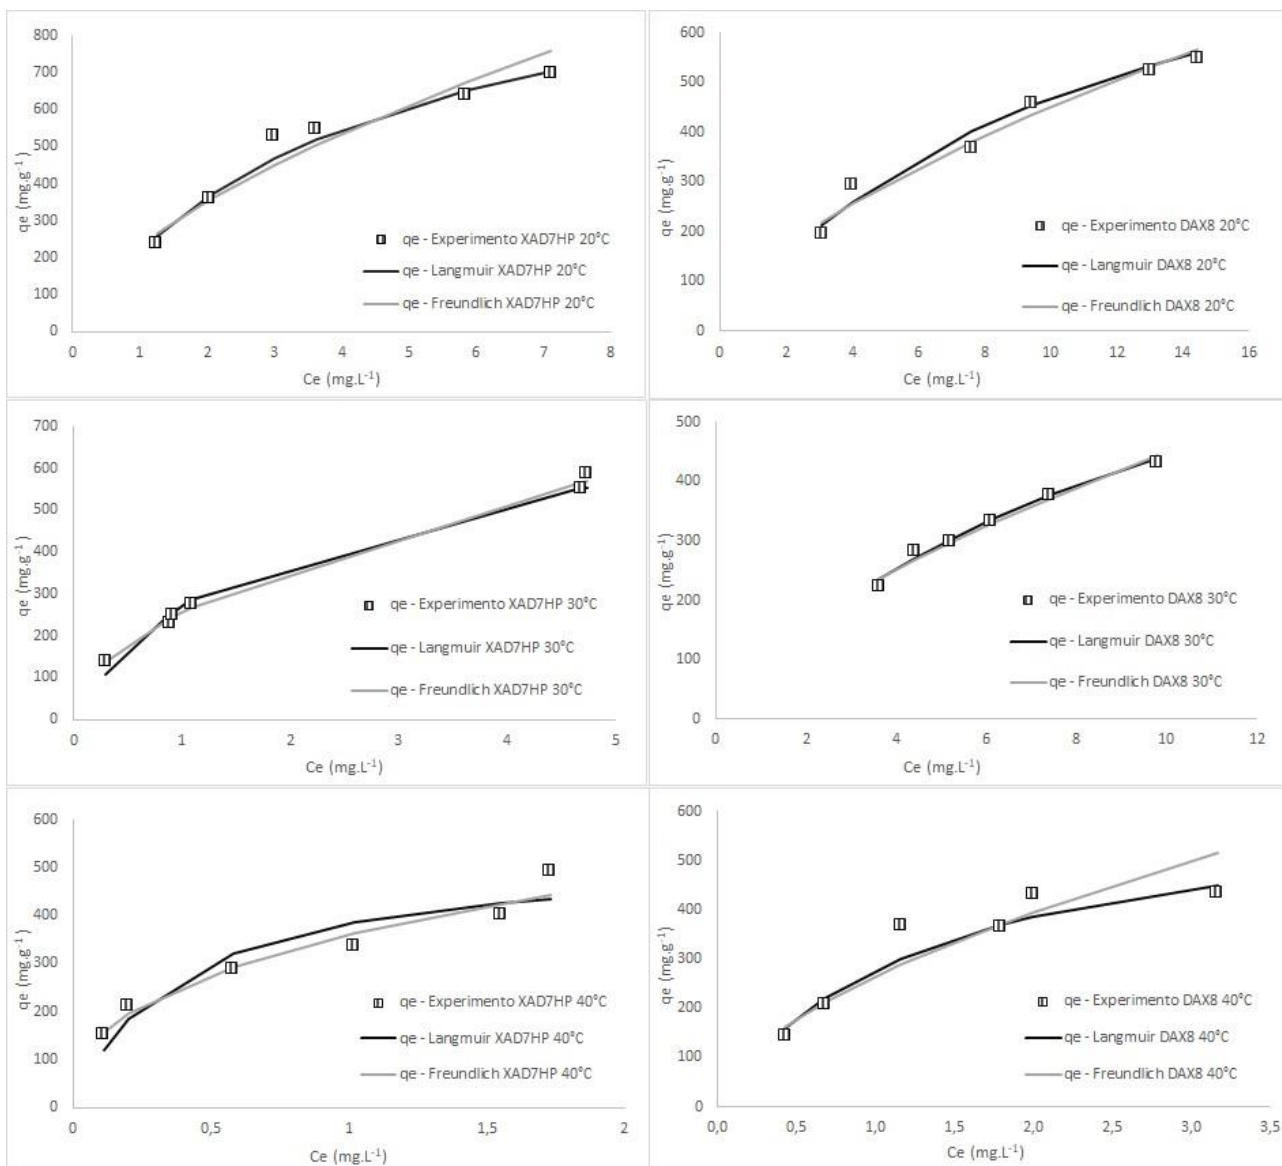 800
700
600
500
400
300
200
100
0
qe (mg.g⁻¹)
qe - Experimento XAD7HP 20°C
qe - Langmuir XAD7HP 20°C
qe - Freundlich XAD7HP 20°C
0 1 2 3 4 5 6 7 8
Ce (mg.L⁻¹)
600
500
400
300
200
100
0
qe (mg.g⁻¹)
qe - Experimento DAX8 20°C
qe - Langmuir DAX8 20°C
qe - Freundlich DAX8 20°C
0 2 4 6 8 10 12 14 16
Ce (mg.L⁻¹)
700
600
500
400
300
200
100
0
qe (mg.g⁻¹)
qe - Experimento XAD7HP 30°C
qe - Langmuir XAD7HP 30°C
qe - Freundlich XAD7HP 30°C
0 1 2 3 4 5
Ce (mg.L⁻¹)
500
400
300
200
100
0
qe (mg.g⁻¹)
qe - Experimento DAX8 30°C
qe - Langmuir DAX8 30°C
qe - Freundlich DAX8 30°C
0 2 4 6 8 10 12
Ce (mg.L⁻¹)
600
500
400
300
200
100
0
qe (mg.g⁻¹)
qe - Experimento XAD7HP 40°C
qe - Langmuir XAD7HP 40°C
qe - Freundlich XAD7HP 40°C
0 0,5 1 1,5 2
Ce (mg.L⁻¹)
600
500
400
300
200
100
0
qe (mg.g⁻¹)
qe - Experimento DAX8 40°C
qe - Langmuir DAX8 40°C
qe - Freundlich DAX8 40°C
0,0 0,5 1,0 1,5 2,0 2,5 3,0 3,5
Ce (mg.L⁻¹)